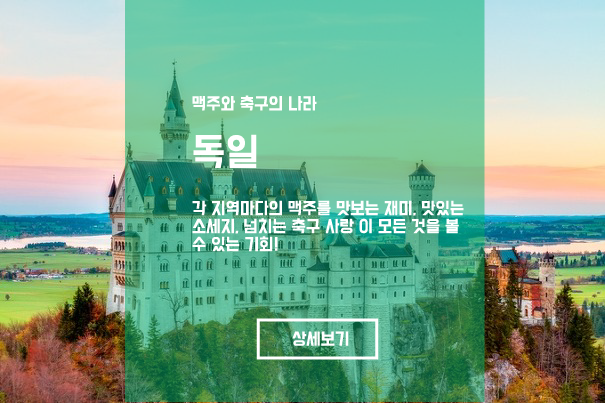 맥주와 축구의 나라
독일
각 지역마다의 맥주를 맛보는 재미. 맛있는
소세지. 넘치는 축구 사랑 이 모든 것을 볼
수 있는 기회!
상세보기